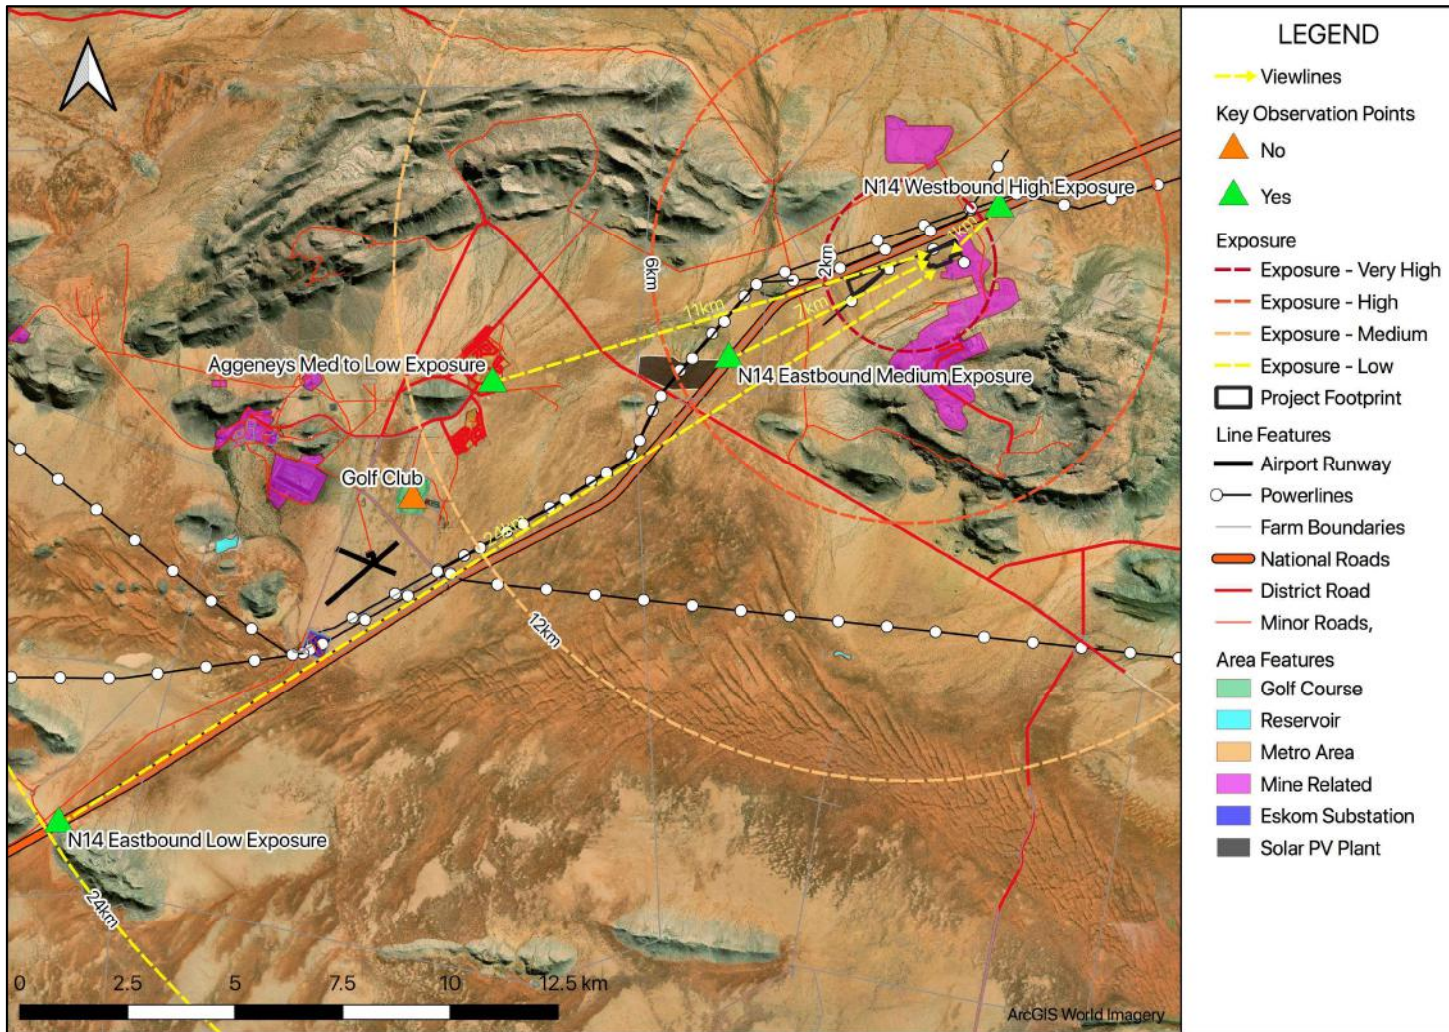 LEGEND
Viewlines
Key Observation Points
No
Yes
Exposure
Exposure - Very High
Exposure - High
Exposure - Medium
Exposure - Low
Project Footprint
Line Features
Airport Runway
Powerlines
Farm Boundaries
National Roads
District Road
Minor Roads,
Area Features
Golf Course
Reservoir
Metro Area
Mine Related
Eskom Substation
Solar PV Plant
N14 Westbound High Exposure
1km
2km
6km
11km
7km
Aggeneys Med to Low Exposure
N14 Eastbound Medium Exposure
Golf Club
24km
12km
N14 Eastbound Low Exposure
24km
0 2.5 5 7.5 10 12.5 km
ArcGIS World Imagery